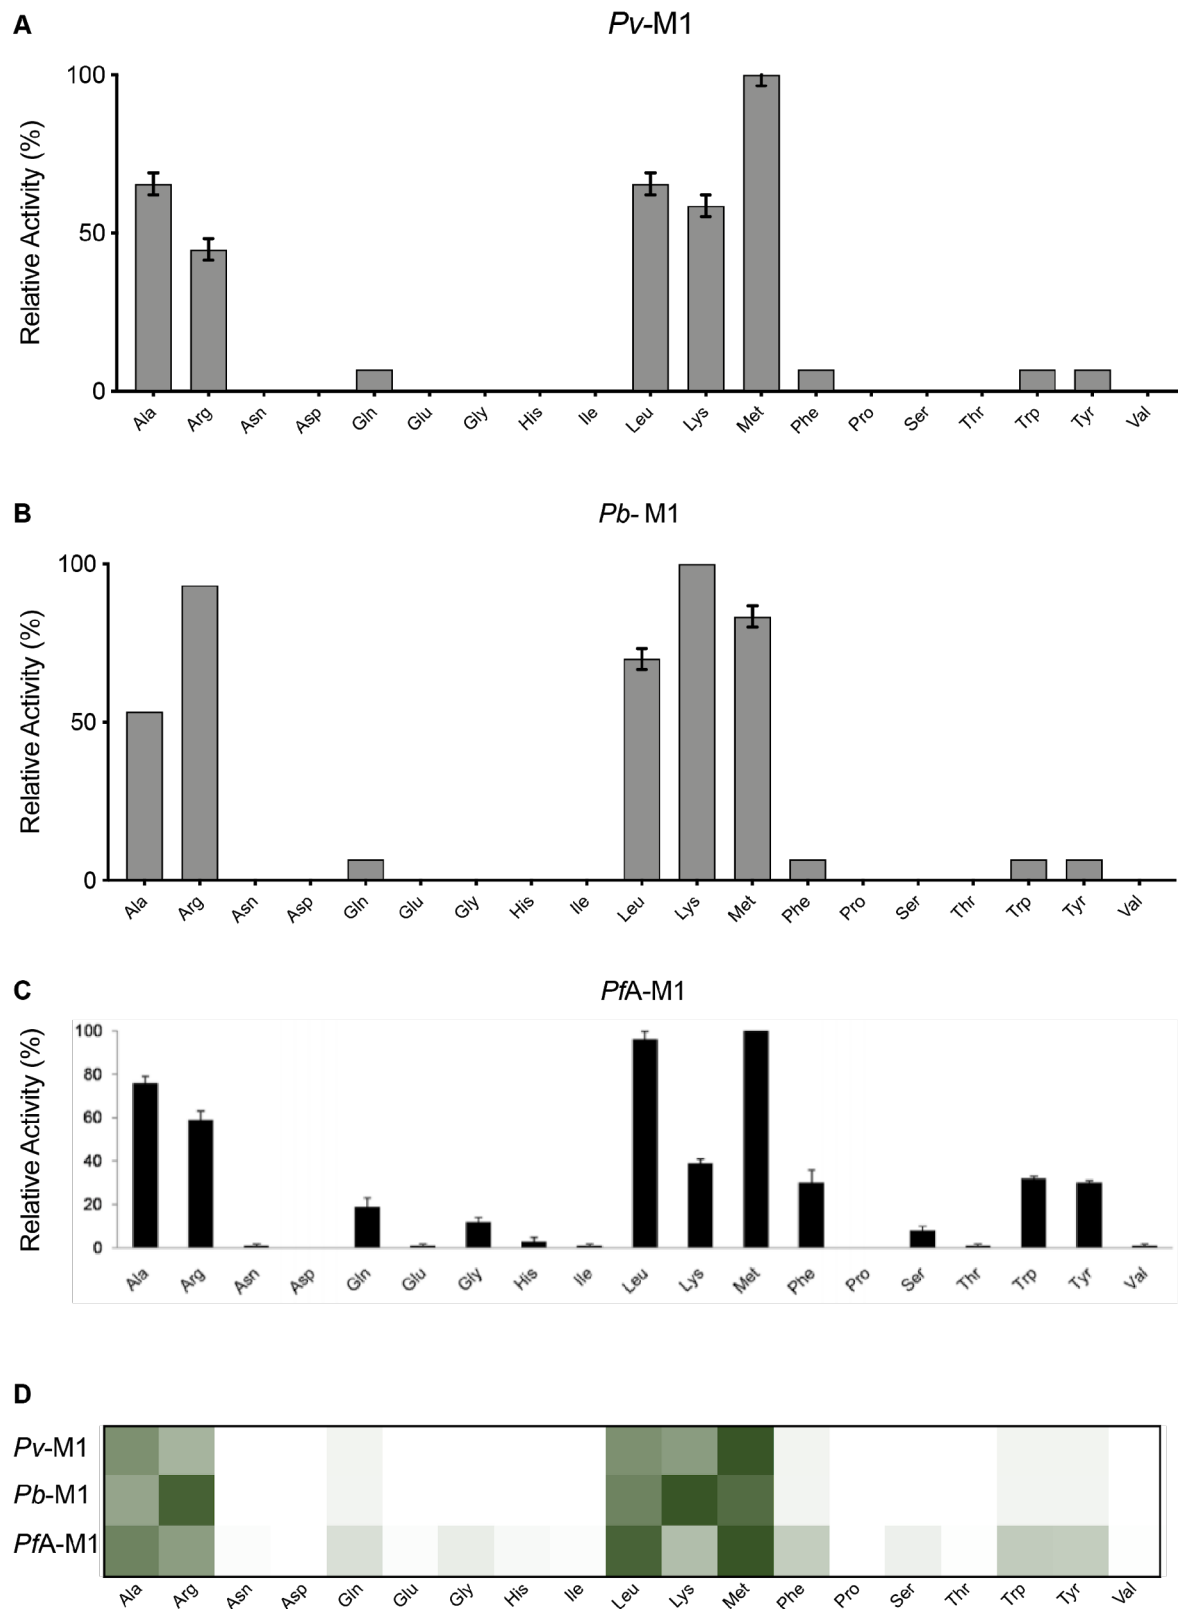 A
Pv-M1
Relative Activity (%)
100
50
0
Ala Arg Asn Asp Gln Glu Gly His Ile Leu Lys Met Phe Pro Ser Thr Trp Tyr Val
B
Pb- M1
Relative Activity (%)
100
50
0
Ala Arg Asn Asp Gln Glu Gly His Ile Leu Lys Met Phe Pro Ser Thr Trp Tyr Val
C
PfA-M1
Relative Activity (%)
100
80
60
40
20
0
Ala Arg Asn Asp Gln Glu Gly His Ile Leu Lys Met Phe Pro Ser Thr Trp Tyr Val
D
Pv-M1
Pb-M1
PfA-M1
Ala Arg Asn Asp Gln Glu Gly His Ile Leu Lys Met Phe Pro Ser Thr Trp Tyr Val